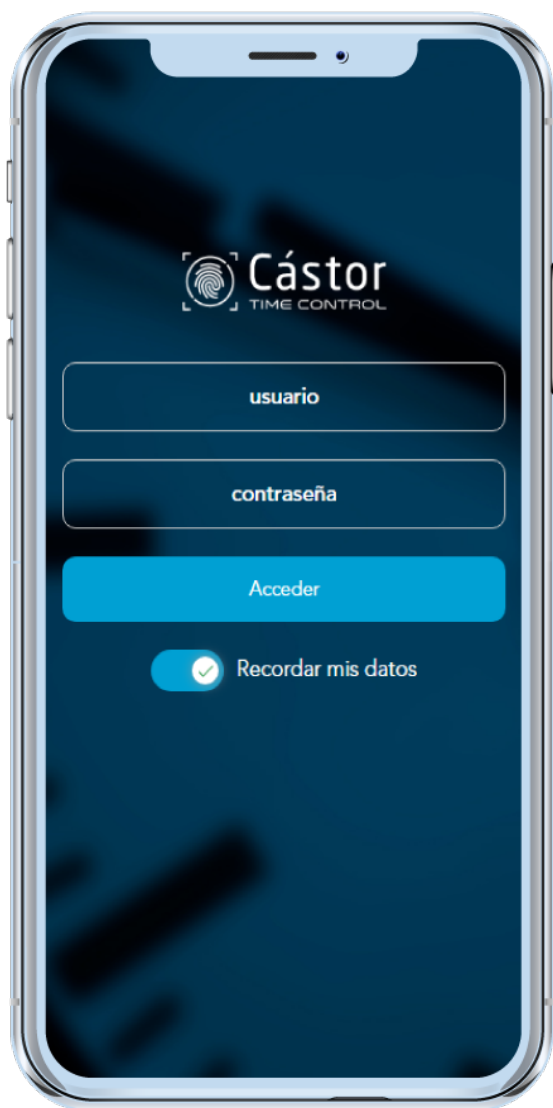 Cástor
TIME CONTROL
usuario
contraseña
Acceder
Recordar mis datos